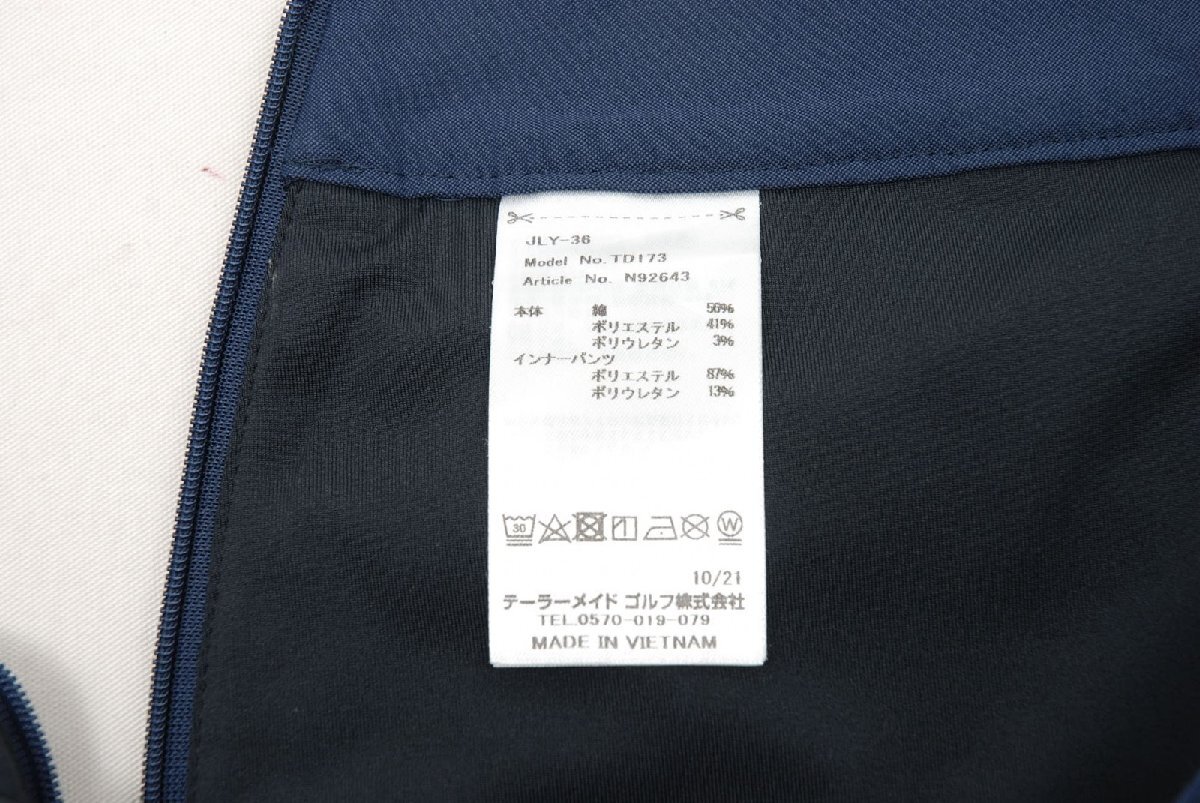 JLY-36
Model No.TD173
Article No. N92643
本体 綿 56%
ポリエステル 41%
ポリウレタン 3%
インナーパンツ
ポリエステル 87%
ポリウレタン 13%
30 W
10/21
テーラーメイド ゴルフ株式会社
TEL.0570-019-079
MADE IN VIETNAM